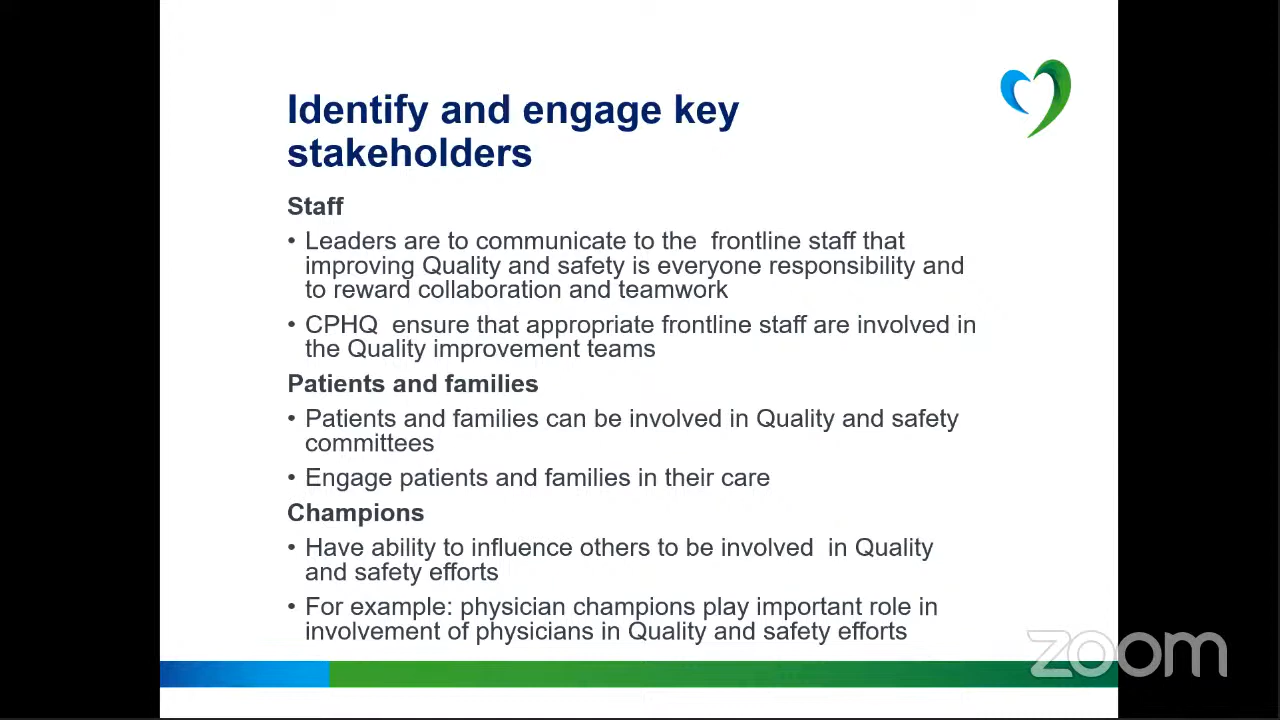 Identify and engage key
stakeholders
Staff
• Leaders are to communicate to the frontline staff that
improving Quality and safety is everyone responsibility and
to reward collaboration and teamwork
• CPHQ ensure that appropriate frontline staff are involved in
the Quality improvement teams
Patients and families
• Patients and families can be involved in Quality and safety
committees
• Engage patients and families in their care
Champions
• Have ability to influence others to be involved in Quality
and safety efforts
• For example: physician champions play important role in
involvement of physicians in Quality and safety efforts
zoom